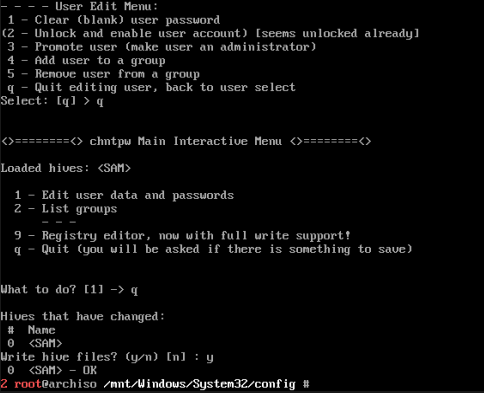 - - - - User Edit Menu:
 1 - Clear (blank) user password
(2 - Unlock and enable user account) [seems unlocked already]
 3 - Promote user (make user an administrator)
 4 - Add user to a group
 5 - Remove user from a group
 q - Quit editing user, back to user select
Select: [q] > q
<>========<> chntpw Main Interactive Menu <>========<>
Loaded hives: <SAM>
  1 - Edit user data and passwords
  2 - List groups
      - - -
  9 - Registry editor, now with full write support!
  q - Quit (you will be asked if there is something to save)
What to do? [1] -> q
Hives that have changed:
 #  Name
 0  <SAM>
Write hive files? (y/n) [n] : y
 0  <SAM> - OK
2 root@archiso /mnt/Windows/System32/config #